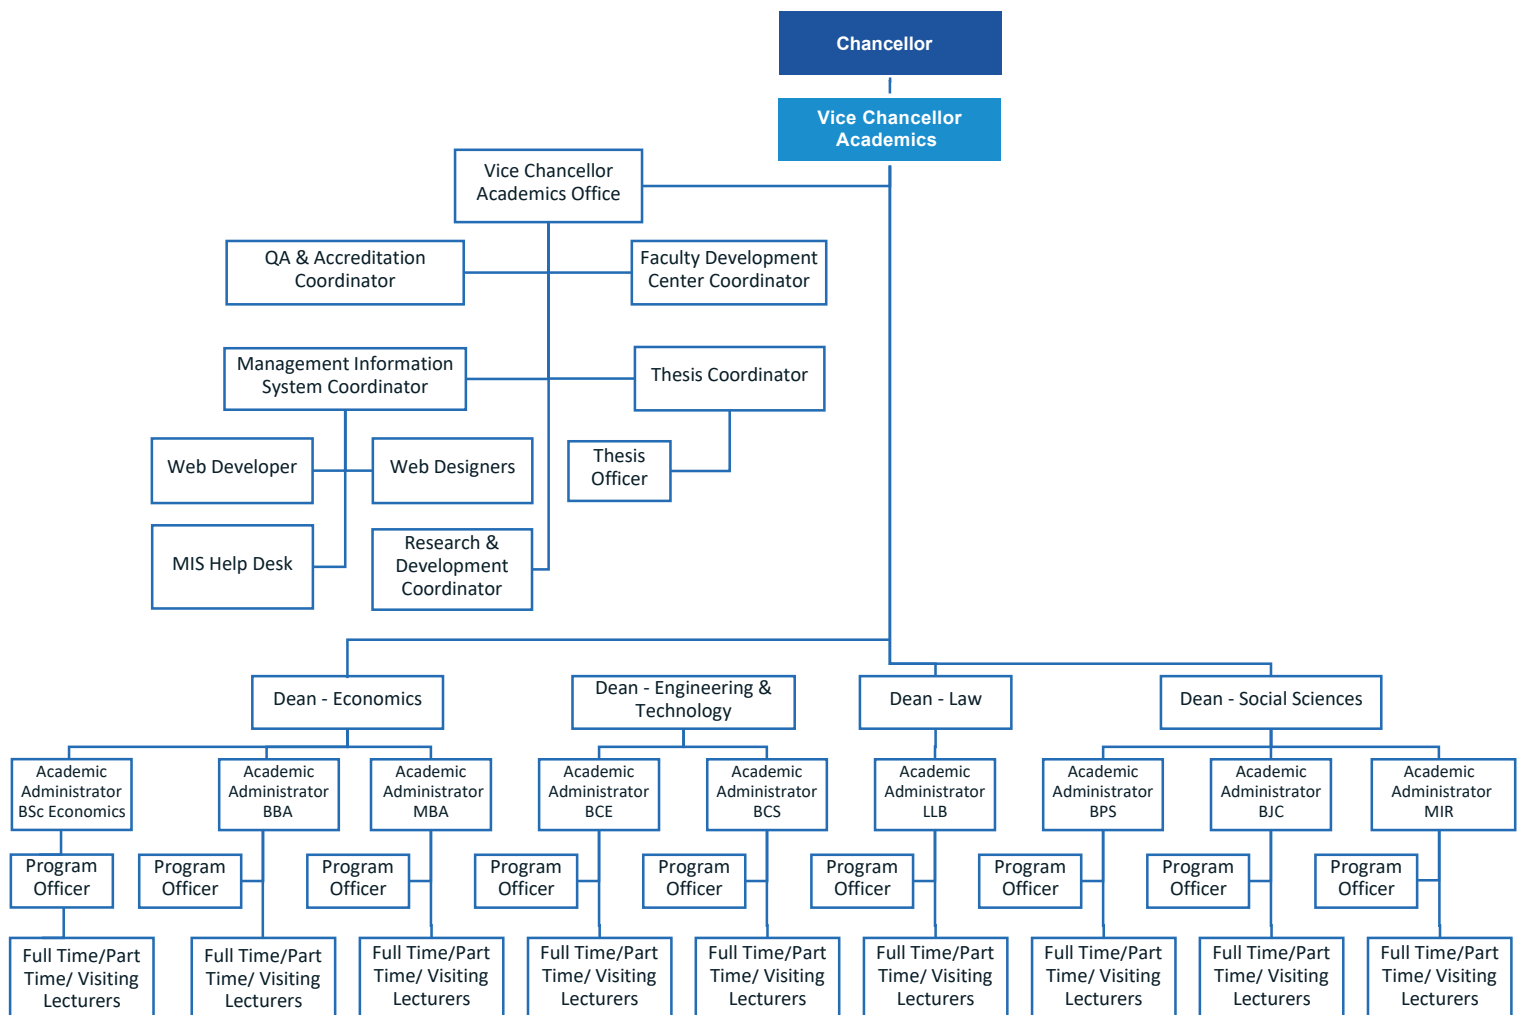 Chancellor
Vice Chancellor
Academics
Vice Chancellor
Academics Office
QA & Accreditation
Coordinator
Faculty Development
Center Coordinator
Management Information
System Coordinator
Thesis Coordinator
Web Developer
Web Designers
Thesis
Officer
MIS Help Desk
Research &
Development
Coordinator
Dean - Economics
Dean - Engineering &
Technology
Dean - Law
Dean - Social Sciences
Academic
Administrator
BSc Economics
Academic
Administrator
BBA
Academic
Administrator
MBA
Academic
Administrator
BCE
Academic
Administrator
BCS
Academic
Administrator
LLB
Academic
Administrator
BPS
Academic
Administrator
BJC
Academic
Administrator
MIR
Program
Officer
Program
Officer
Program
Officer
Program
Officer
Program
Officer
Program
Officer
Program
Officer
Program
Officer
Program
Officer
Full Time/Part
Time/ Visiting
Lecturers
Full Time/Part
Time/ Visiting
Lecturers
Full Time/Part
Time/ Visiting
Lecturers
Full Time/Part
Time/ Visiting
Lecturers
Full Time/Part
Time/ Visiting
Lecturers
Full Time/Part
Time/ Visiting
Lecturers
Full Time/Part
Time/ Visiting
Lecturers
Full Time/Part
Time/ Visiting
Lecturers
Full Time/Part
Time/ Visiting
Lecturers